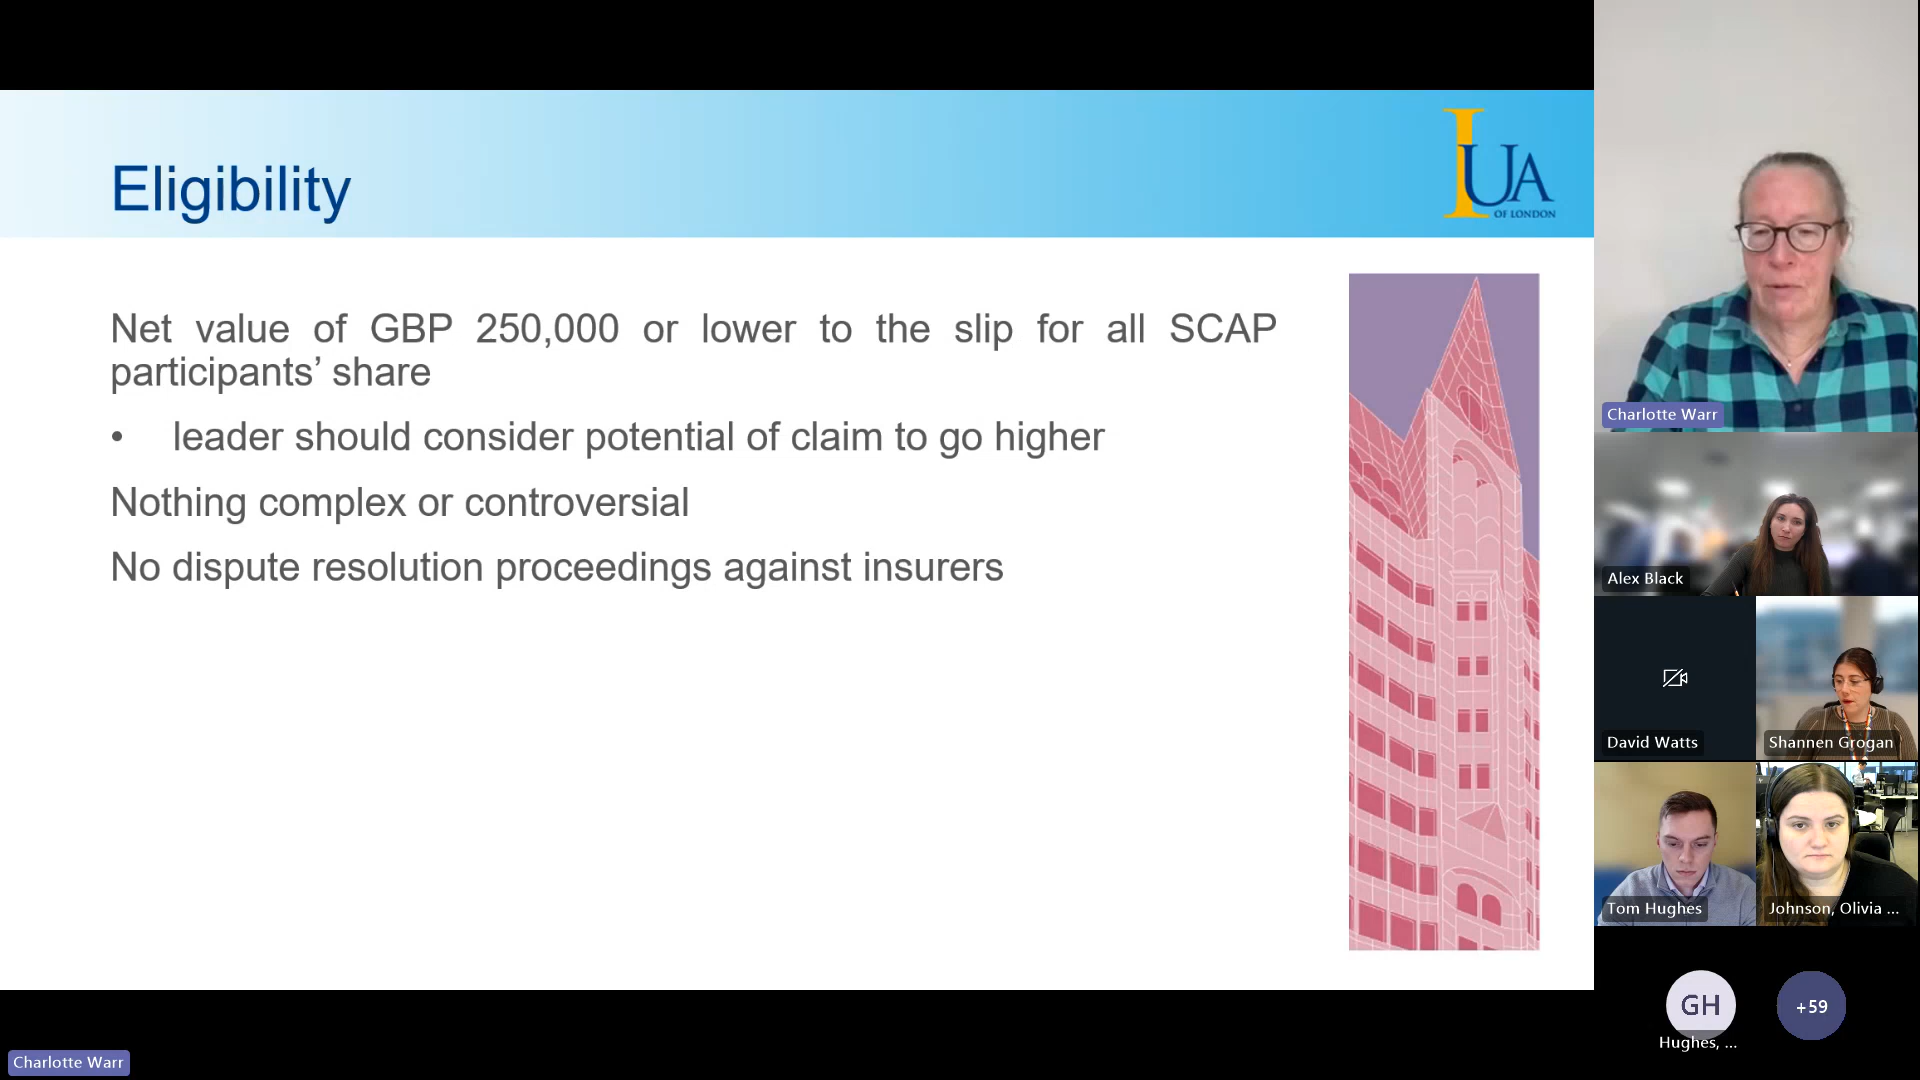 Eligibility
IUA
OF LONDON
Net value of GBP 250,000 or lower to the slip for all SCAP
participants’ share
• leader should consider potential of claim to go higher
Nothing complex or controversial
No dispute resolution proceedings against insurers
Charlotte Warr
Alex Black
David Watts
Shannen Grogan
Tom Hughes
Johnson, Olivia ...
GH
Hughes, ...
+59
Charlotte Warr